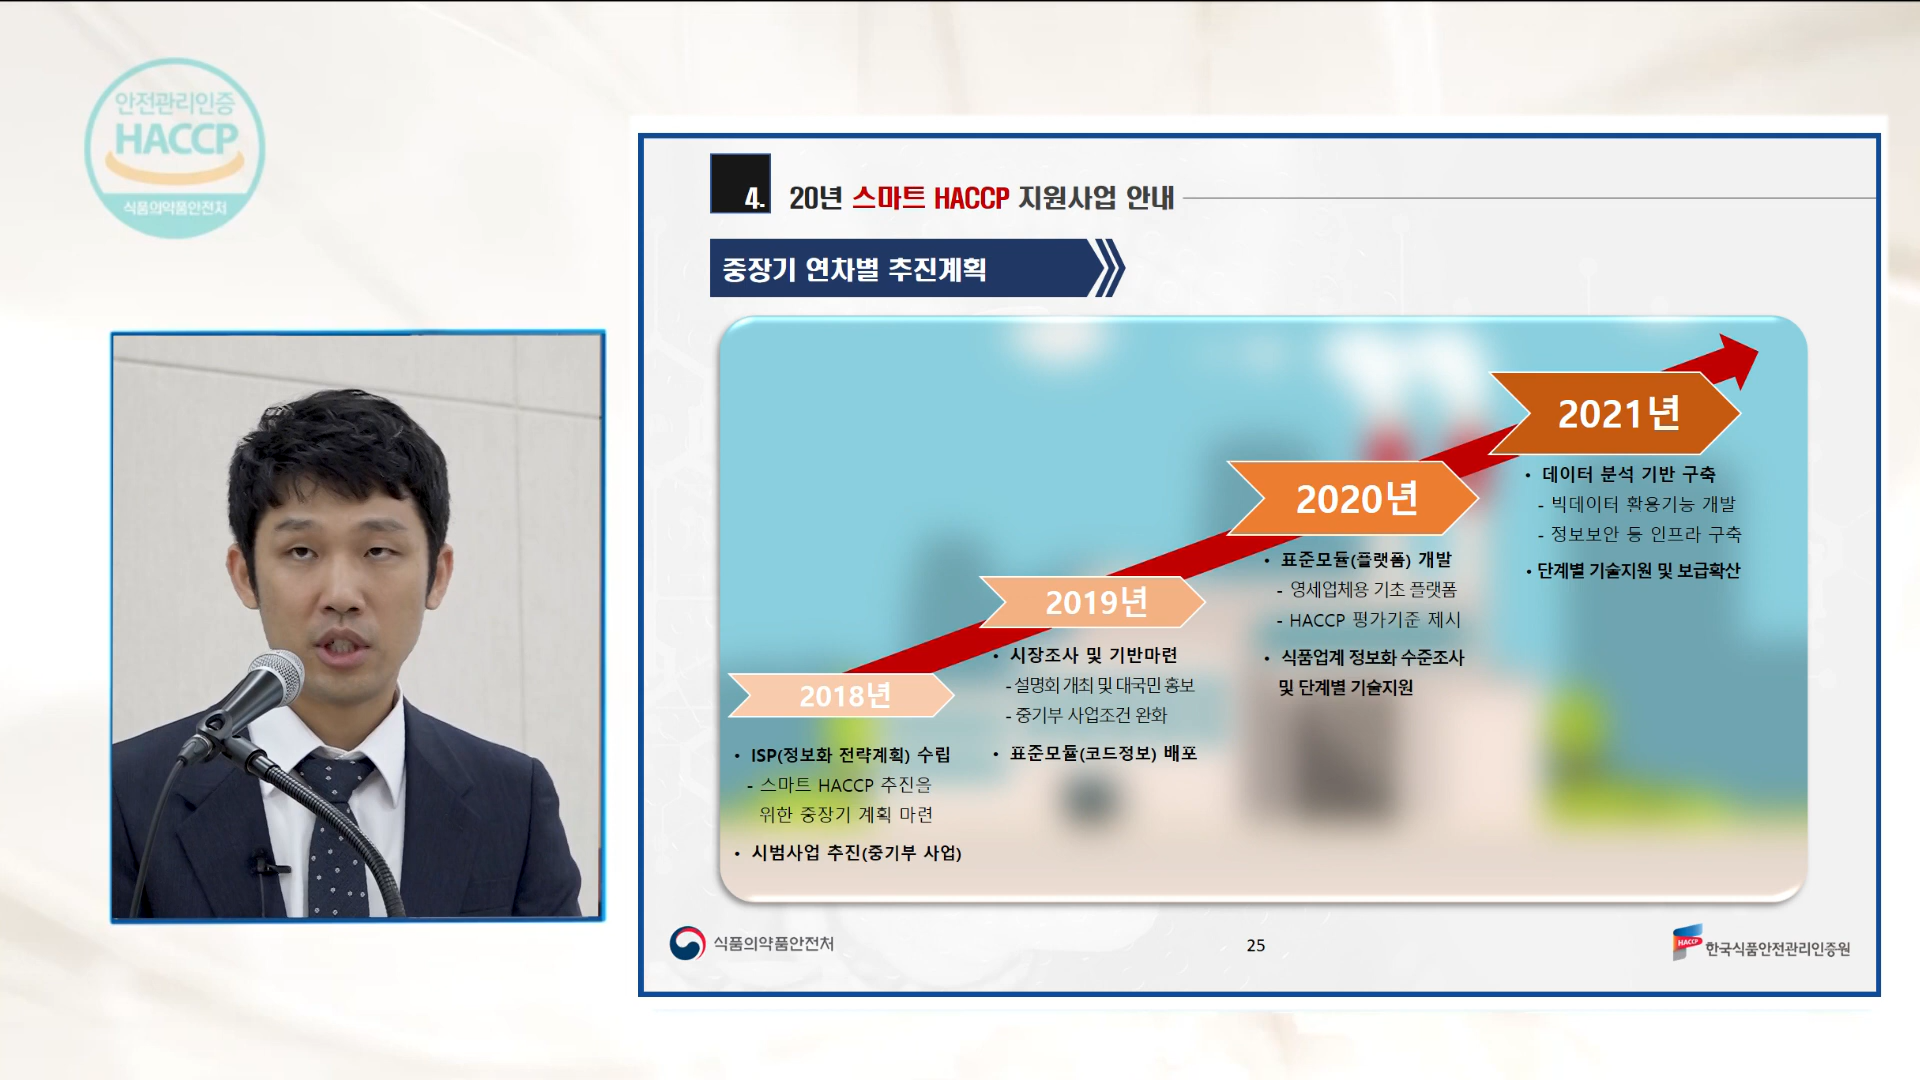 안전관리인증
HACCP
식품의약품안전처
4. 20년 스마트 HACCP 지원사업 안내
중장기 연차별 추진계획
2018년
• ISP(정보화 전략계획) 수립
- 스마트 HACCP 추진을
위한 중장기 계획 마련
• 시범사업 추진(중기부 사업)
2019년
• 시장조사 및 기반마련
- 설명회 개최 및 대국민 홍보
- 중기부 사업조건 완화
• 표준모듈(코드정보) 배포
2020년
• 표준모듈(플랫폼) 개발
- 영세업체용 기초 플랫폼
- HACCP 평가기준 제시
• 식품업계 정보화 수준조사
및 단계별 기술지원
2021년
• 데이터 분석 기반 구축
- 빅데이터 활용기능 개발
- 정보보안 등 인프라 구축
• 단계별 기술지원 및 보급확산
식품의약품안전처
25
HACCP 한국식품안전관리인증원